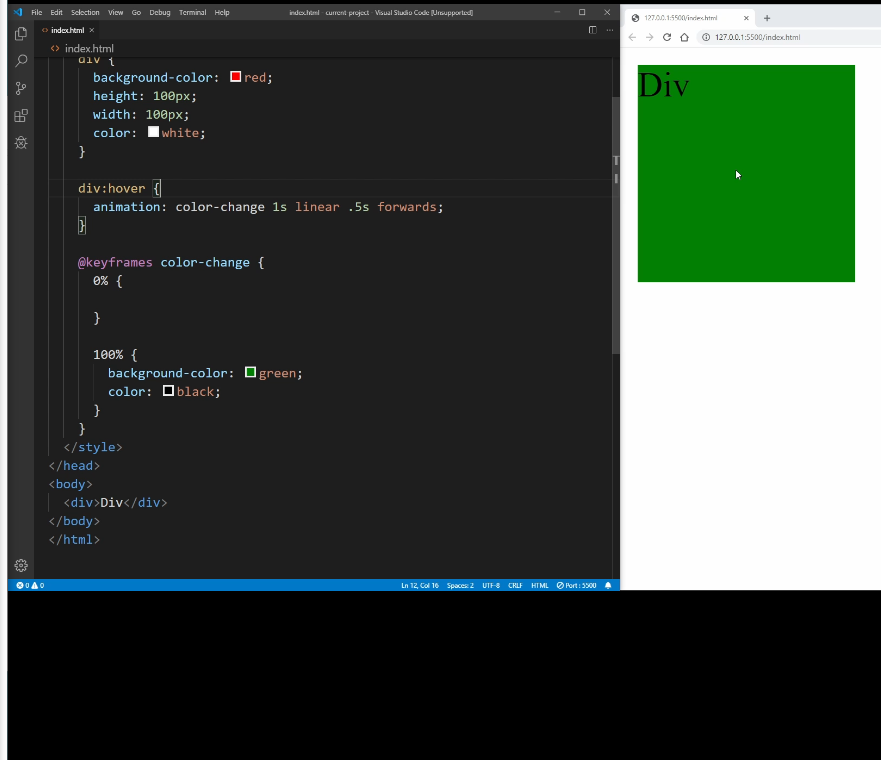 File Edit Selection View Go Debug Terminal Help index.html - current-project - Visual Studio Code [Unsupported]
index.html
index.html
div {
background-color: red;
height: 100px;
width: 100px;
color: white;
}
div:hover {
animation: color-change 1s linear .5s forwards;
}
@keyframes color-change {
0% {
}
100% {
background-color: green;
color: black;
}
}
</style>
</head>
<body>
<div>Div</div>
</body>
</html>
0 0 Ln 12, Col 16 Spaces: 2 UTF-8 CRLF HTML Port : 5500
127.0.0.1:5500/index.html
127.0.0.1:5500/index.html
Div